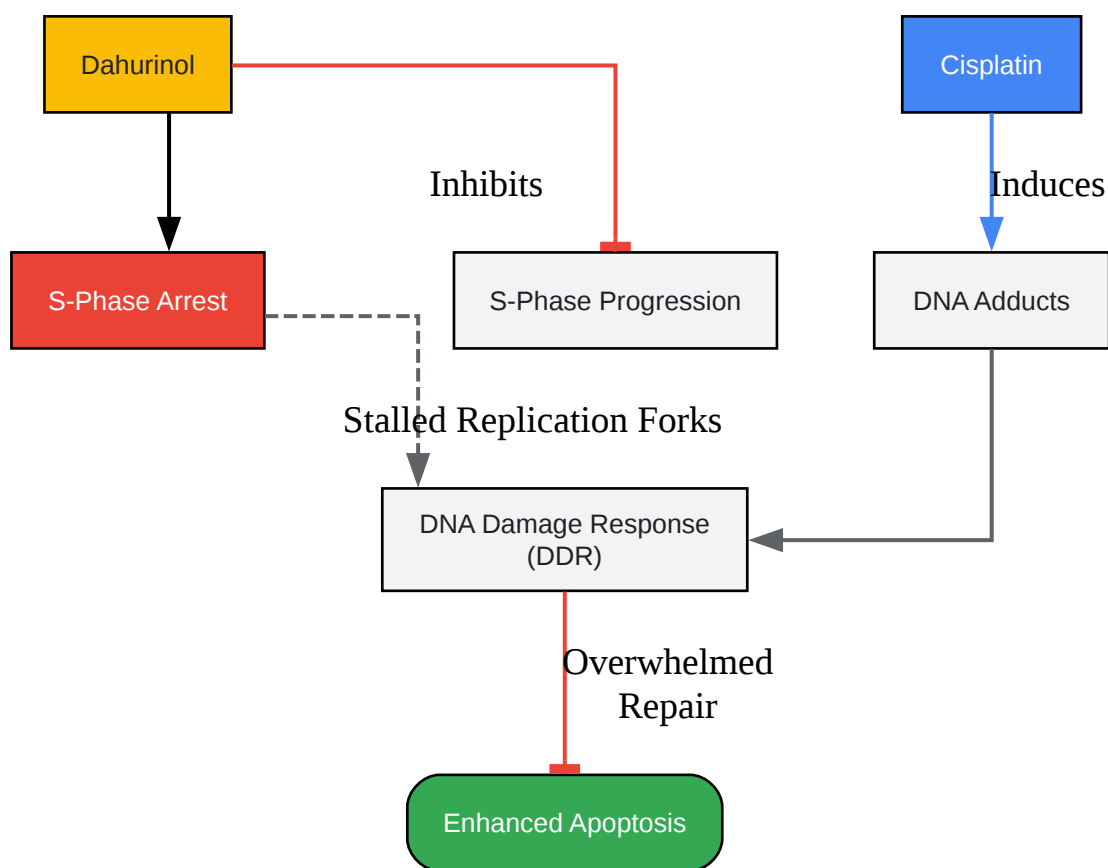 Dahurinol
Cisplatin
Inhibits
Induces
S-Phase Arrest
S-Phase Progression
DNA Adducts
Stalled Replication Forks
DNA Damage Response
(DDR)
Overwhelmed
Repair
Enhanced Apoptosis